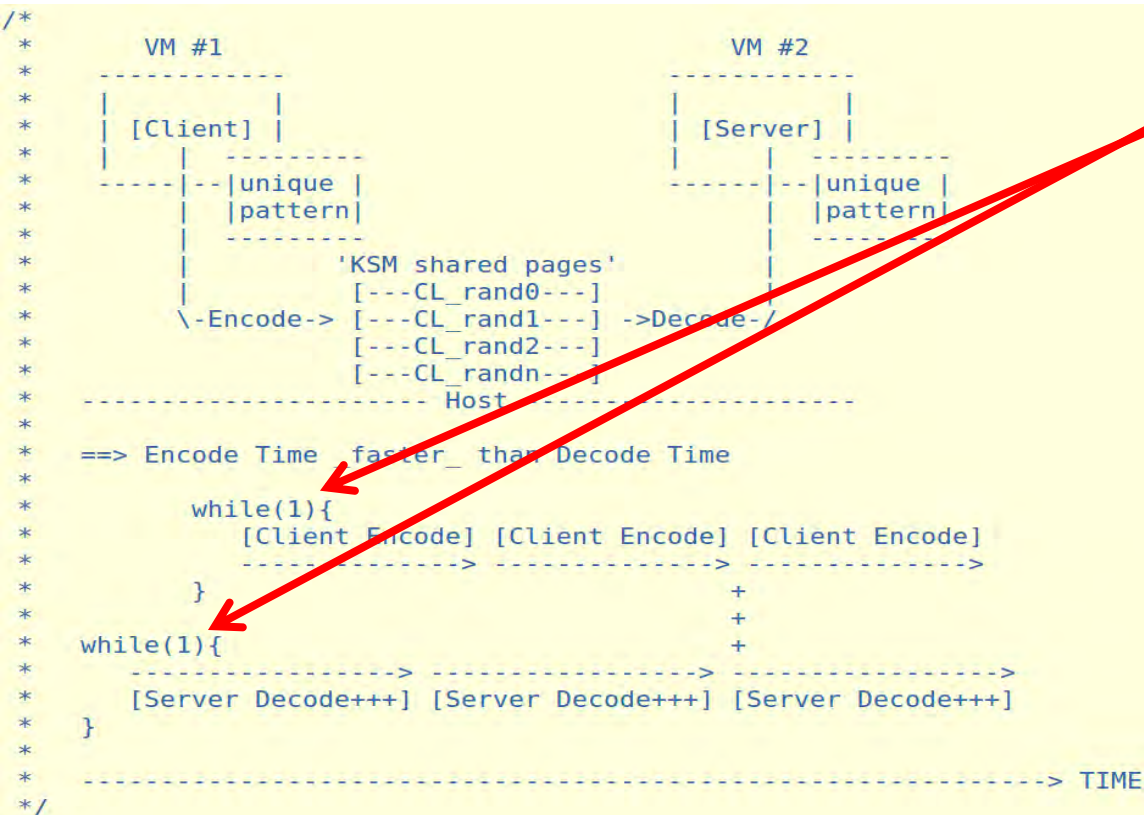 /*
 *        VM #1                                VM #2
 *     ------------                        ------------
 *     |          |                        |          |
 *     | [Client] |                        | [Server] |
 *     |    |  ---------                   |     |  ---------
 *     -----|--|unique |                   ------|--|unique |
 *          |  |pattern|                         |  |pattern|
 *          |  ---------                         |  ---------
 *          |         'KSM shared pages'         |
 *          |          [---CL_rand0---]          |
 *          \-Encode-> [---CL_rand1---] ->Decode-/
 *                     [---CL_rand2---]
 *                     [---CL_randn---]
 *    ---------------------- Host ----------------------
 *
 *    ==> Encode Time _faster_ than Decode Time
 *
 *           while(1){
 *              [Client Encode] [Client Encode] [Client Encode]
 *              --------------> --------------> -------------->
 *           }                                 +
 *                                             +
 *    while(1){                                +
 *       -----------------> -----------------> ----------------->
 *       [Server Decode+++] [Server Decode+++] [Server Decode+++]
 *    }
 *
 *    -------------------------------------------------------------> TIME
 */